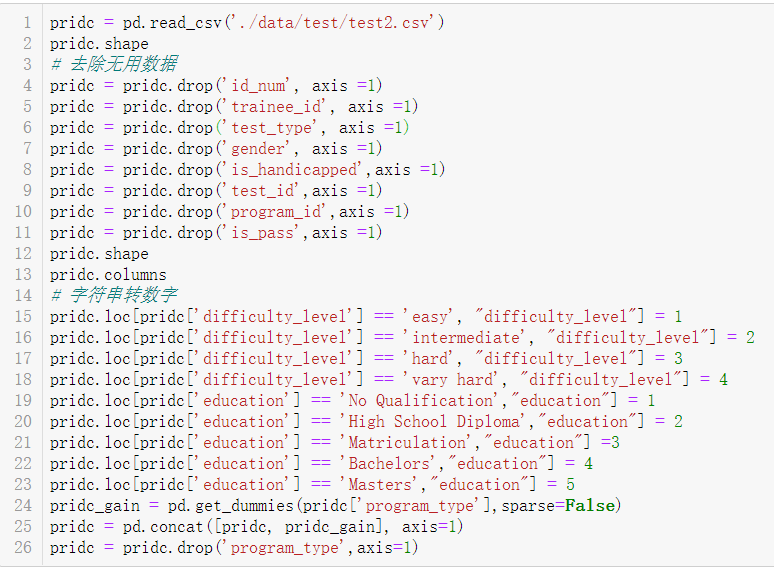 1 pridc = pd.read_csv('./data/test/test2.csv')
2 pridc.shape
3 # 去除无用数据
4 pridc = pridc.drop('id_num', axis =1)
5 pridc = pridc.drop('trainee_id', axis =1)
6 pridc = pridc.drop('test_type', axis =1)
7 pridc = pridc.drop('gender', axis =1)
8 pridc = pridc.drop('is_handicapped',axis =1)
9 pridc = pridc.drop('test_id',axis =1)
10 pridc = pridc.drop('program_id',axis =1)
11 pridc = pridc.drop('is_pass',axis =1)
12 pridc.shape
13 pridc.columns
14 # 字符串转数字
15 pridc.loc[pridc['difficulty_level'] == 'easy', "difficulty_level"] = 1
16 pridc.loc[pridc['difficulty_level'] == 'intermediate', "difficulty_level"] = 2
17 pridc.loc[pridc['difficulty_level'] == 'hard', "difficulty_level"] = 3
18 pridc.loc[pridc['difficulty_level'] == 'vary hard', "difficulty_level"] = 4
19 pridc.loc[pridc['education'] == 'No Qualification',"education"] = 1
20 pridc.loc[pridc['education'] == 'High School Diploma',"education"] = 2
21 pridc.loc[pridc['education'] == 'Matriculation',"education"] =3
22 pridc.loc[pridc['education'] == 'Bachelors',"education"] = 4
23 pridc.loc[pridc['education'] == 'Masters',"education"] = 5
24 pridc_gain = pd.get_dummies(pridc['program_type'],sparse=False)
25 pridc = pd.concat([pridc, pridc_gain], axis=1)
26 pridc = pridc.drop('program_type',axis=1)